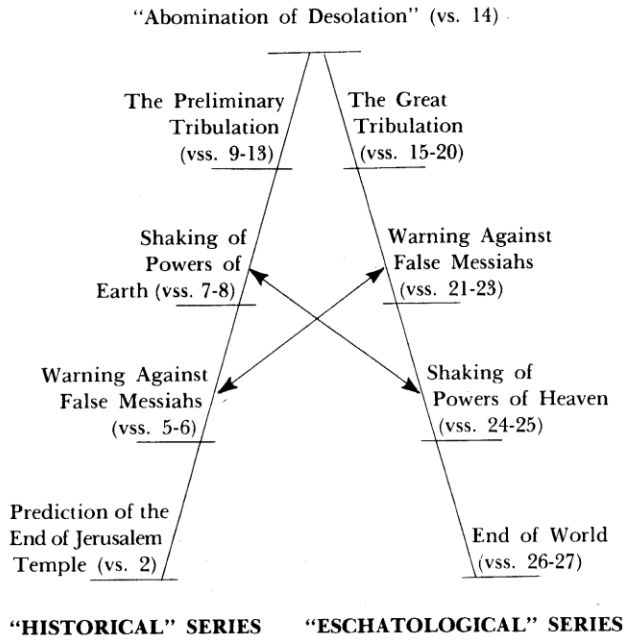 “Abomination of Desolation” (vs. 14)
The Preliminary
Tribulation
(vss. 9-13)
The Great
Tribulation
(vss. 15-20)
Shaking of
Powers of
Earth (vss. 7-8)
Warning Against
False Messiahs
(vss. 21-23)
Warning Against
False Messiahs
(vss. 5-6)
Shaking of
Powers of Heaven
(vss. 24-25)
Prediction of the
End of Jerusalem
Temple (vs. 2)
End of World
(vss. 26-27)
“HISTORICAL” SERIES
“ESCHATOLOGICAL” SERIES